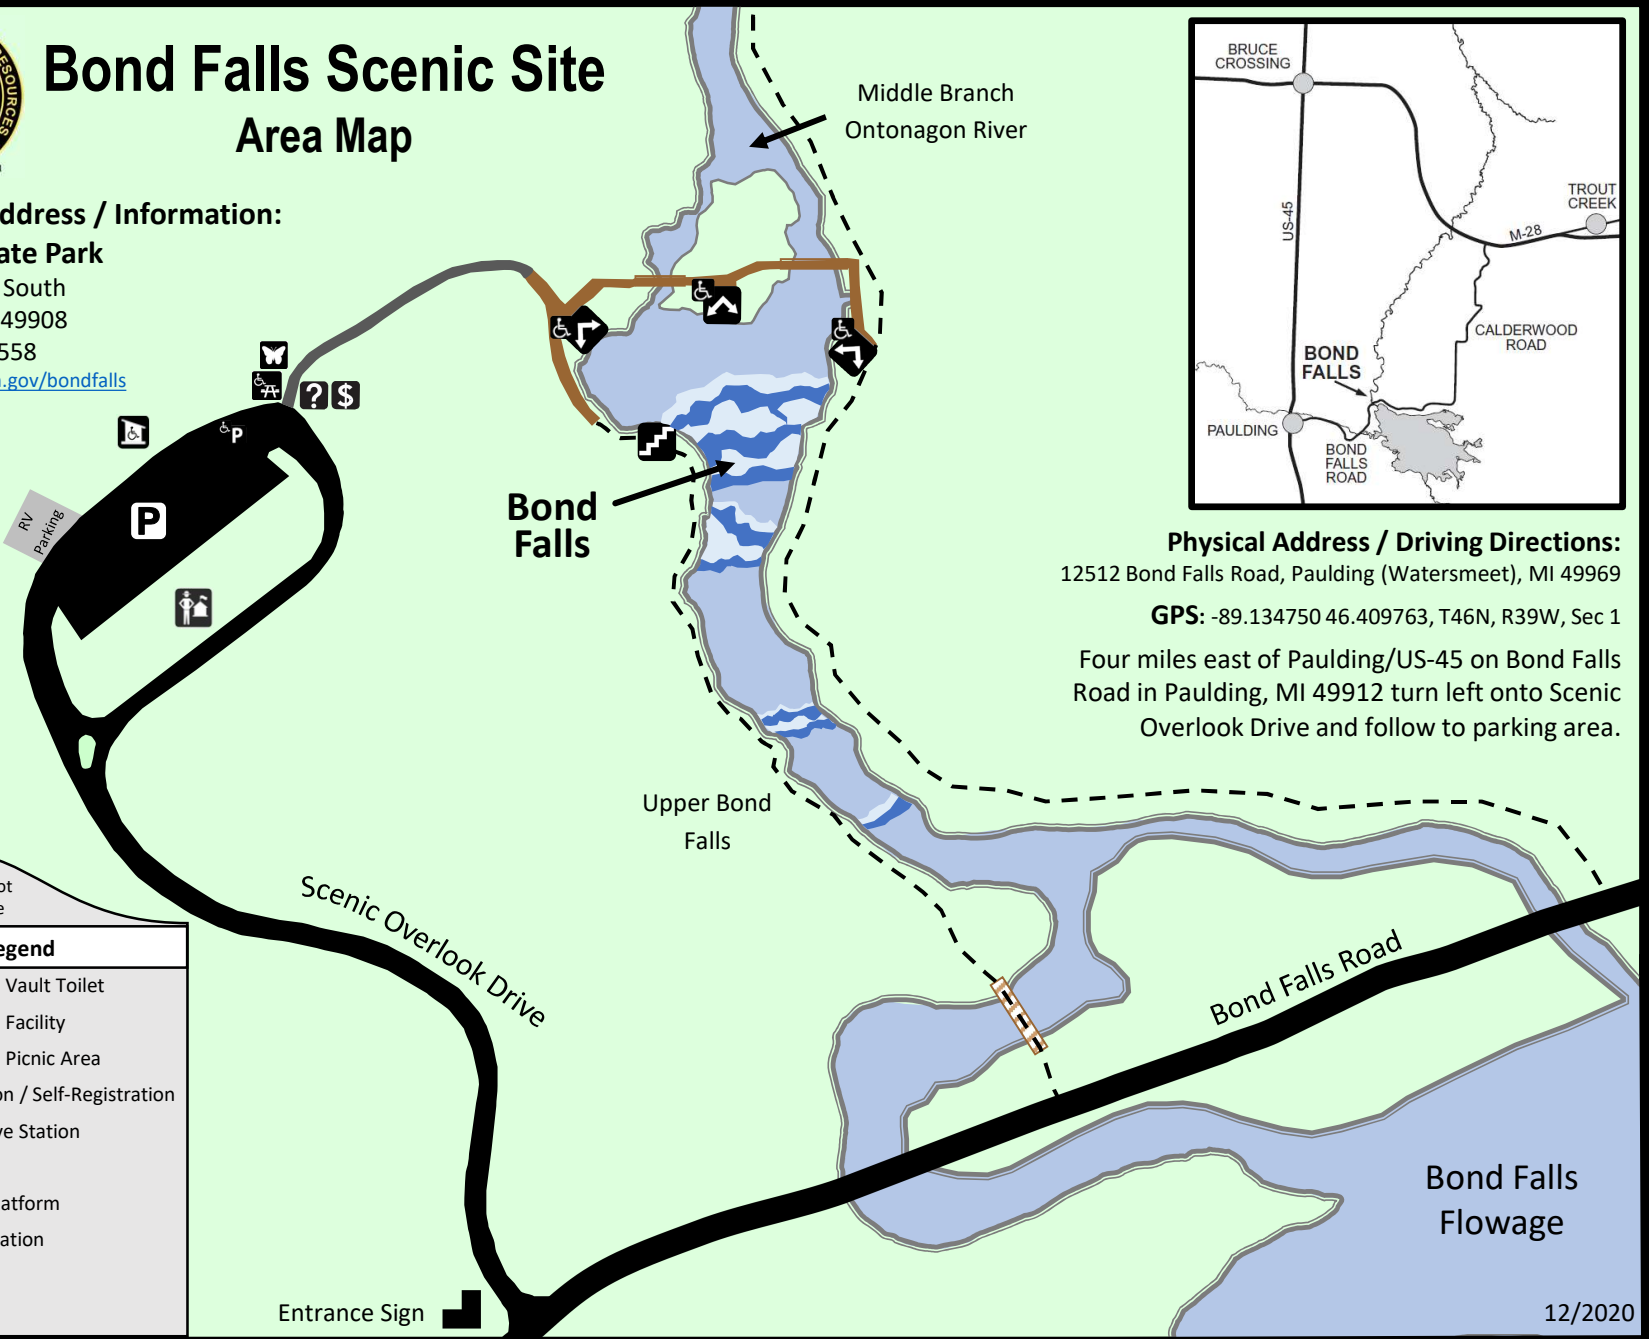 Bond Falls Scenic Site
Area Map
Address / Information:
ate Park
South
49908
558
.gov/bondfalls
RESOURCES
Middle Branch
Ontonagon River
BRUCE
CROSSING
TROUT
CREEK
US-45
M-28
CALDERWOOD
ROAD
BOND
FALLS
PAULDING
BOND
FALLS
ROAD
? $
P
P
RV
Parking
Bond
Falls
Physical Address / Driving Directions:
12512 Bond Falls Road, Paulding (Watersmeet), MI 49969
GPS: -89.134750 46.409763, T46N, R39W, Sec 1
Four miles east of Paulding/US-45 on Bond Falls
Road in Paulding, MI 49912 turn left onto Scenic
Overlook Drive and follow to parking area.
Upper Bond
Falls
Scenic Overlook Drive
Bond Falls Road
ot
e
egend
Vault Toilet
Facility
Picnic Area
on / Self-Registration
ve Station
atform
ation
Bond Falls
Flowage
Entrance Sign
12/2020